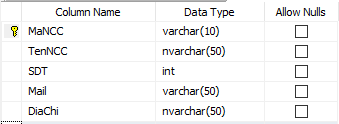 Column Name Data Type Allow Nulls
MaNCC varchar(10)
TenNCC nvarchar(50)
SDT int
Mail varchar(50)
DiaChi nvarchar(50)